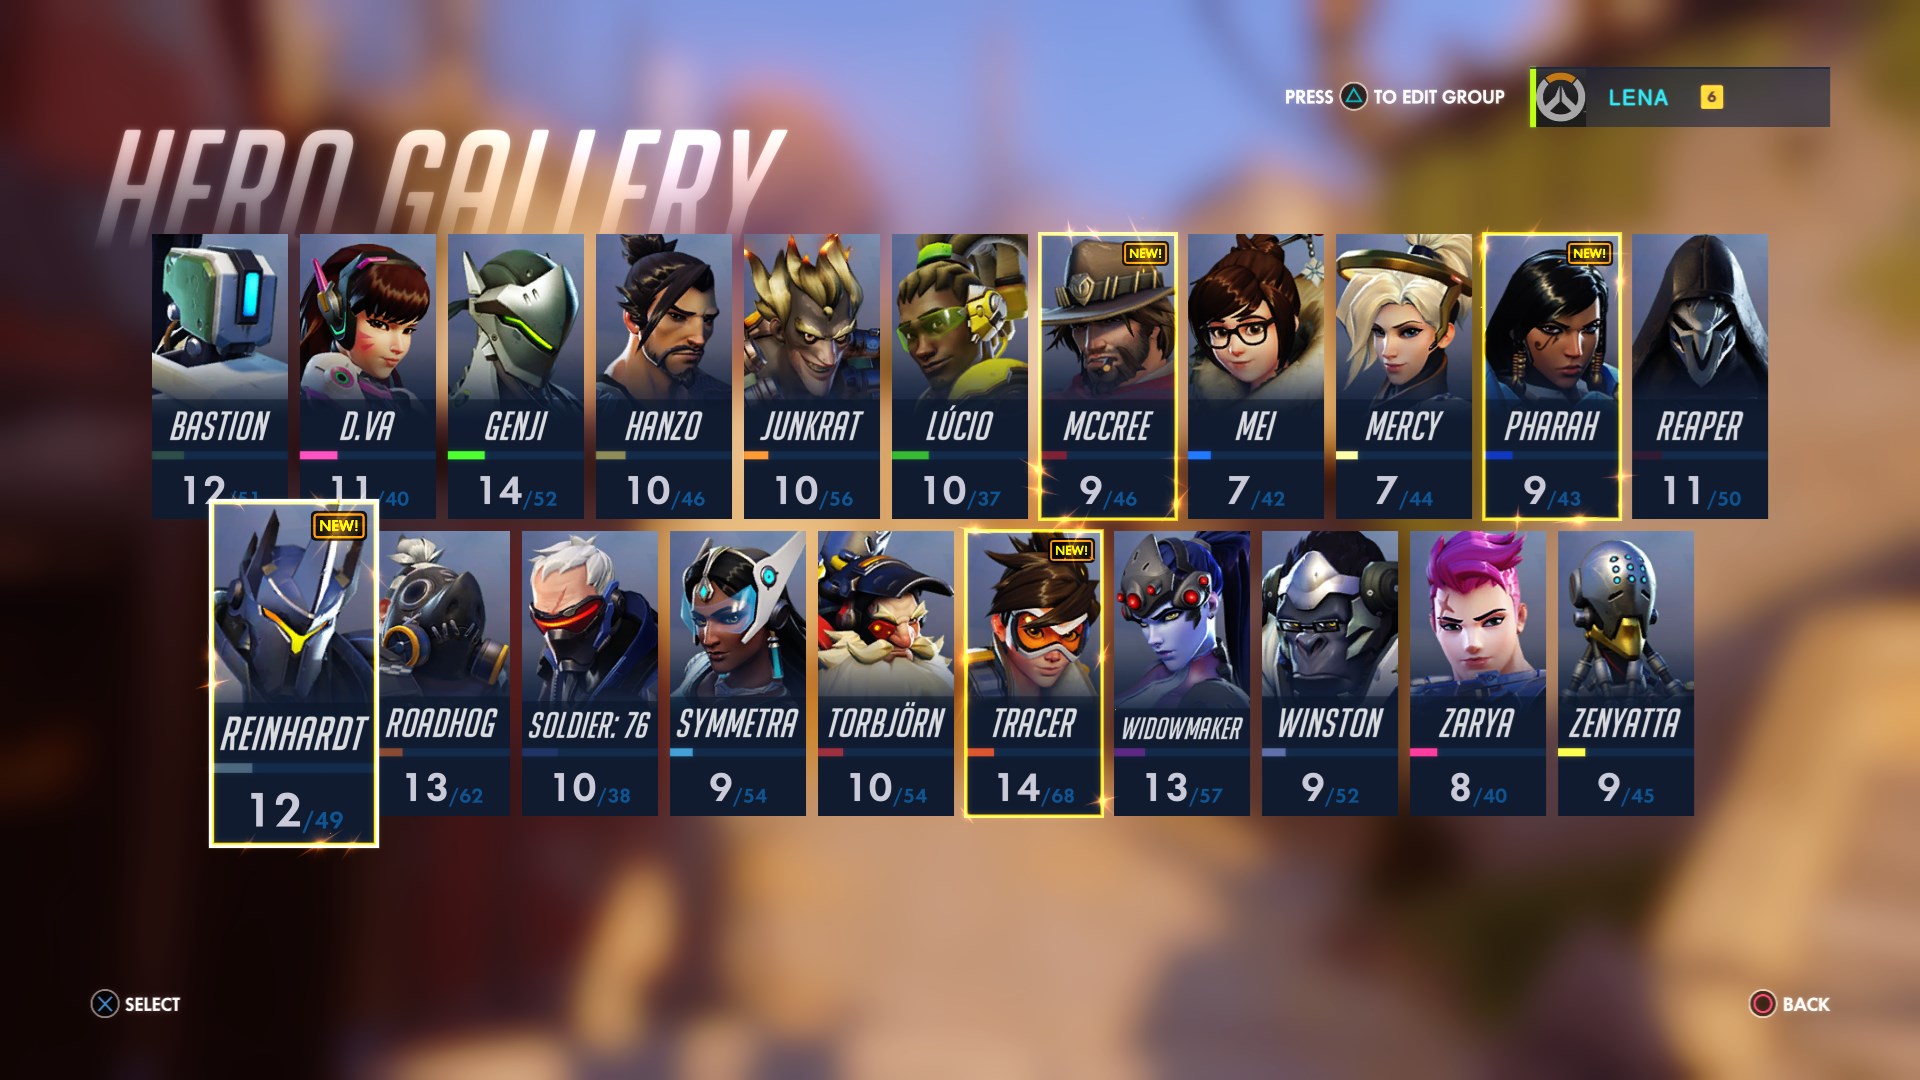 PRESS TO EDIT GROUP
LENA 6
HERO GALLERY
NEW! NEW!
BASTION D.VA GENJI HANZO JUNKRAT LÚCIO MCCREE MEI MERCY PHARAH REAPER
12/51 11/40 14/52 10/46 10/56 10/37 9/46 7/42 7/44 9/43 11/50
NEW! NEW!
REINHARDT ROADHOG SOLDIER: 76 SYMMETRA TORBJÖRN TRACER WIDOWMAKER WINSTON ZARYA ZENYATTA
12/49 13/62 10/38 9/54 10/54 14/68 13/57 9/52 8/40 9/45
SELECT BACK